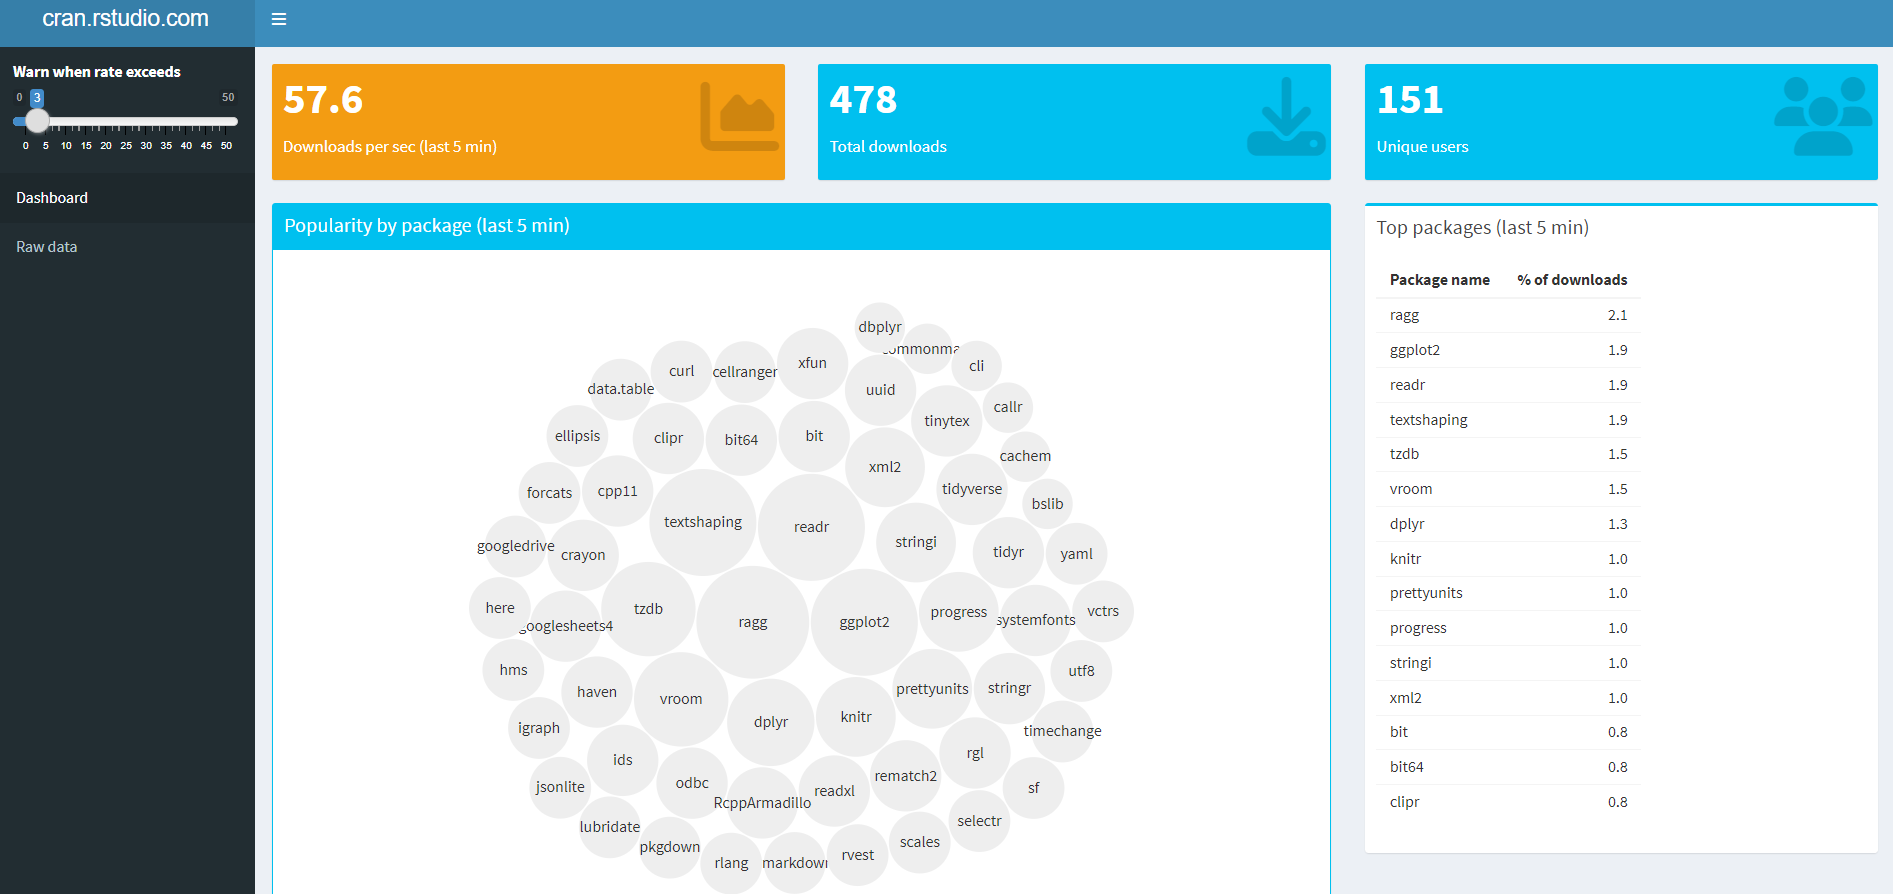 cran.rstudio.com
Warn when rate exceeds
0 3 50
0 5 10 15 20 25 30 35 40 45 50
Dashboard
Raw data
57.6
Downloads per sec (last 5 min)
478
Total downloads
151
Unique users
Popularity by package (last 5 min)
dbplyr
commonma
cli
xfun
curl
cellranger
data.table
uuid
callr
tinytex
ellipsis
clipr
bit64
bit
cachem
xml2
tidyverse
forcats
cpp11
bslib
textshaping
readr
stringi
googledrive
crayon
tidyr
yaml
here
googlesheets4
tzdb
ragg
ggplot2
progress
systemfonts
vctrs
hms
haven
vroom
prettyunits
stringr
utf8
igraph
dplyr
knitr
timechange
ids
odbc
rgl
rematch2
jsonlite
RcppArmadillo
readxl
sf
lubridate
selectr
pkgdown
rlang
markdown
rvest
scales
Top packages (last 5 min)
Package name % of downloads
ragg 2.1
ggplot2 1.9
readr 1.9
textshaping 1.9
tzdb 1.5
vroom 1.5
dplyr 1.3
knitr 1.0
prettyunits 1.0
progress 1.0
stringi 1.0
xml2 1.0
bit 0.8
bit64 0.8
clipr 0.8